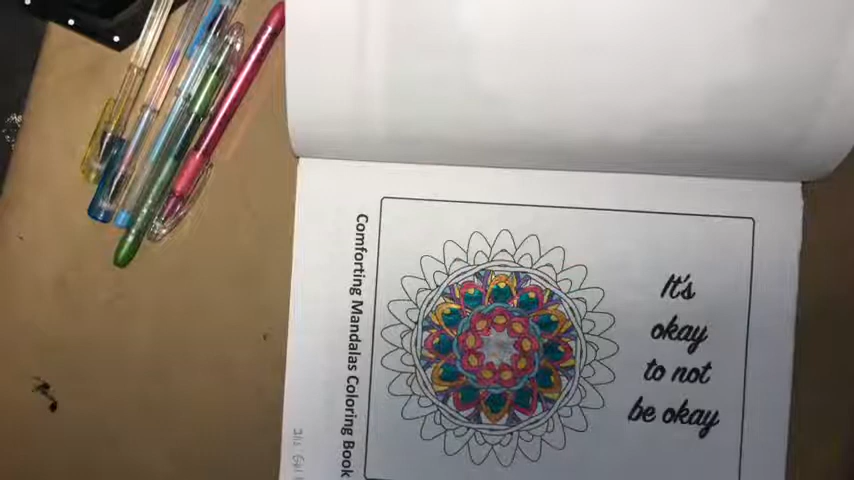 It's
okay
to not
be okay
Comforting Mandalas Coloring Book